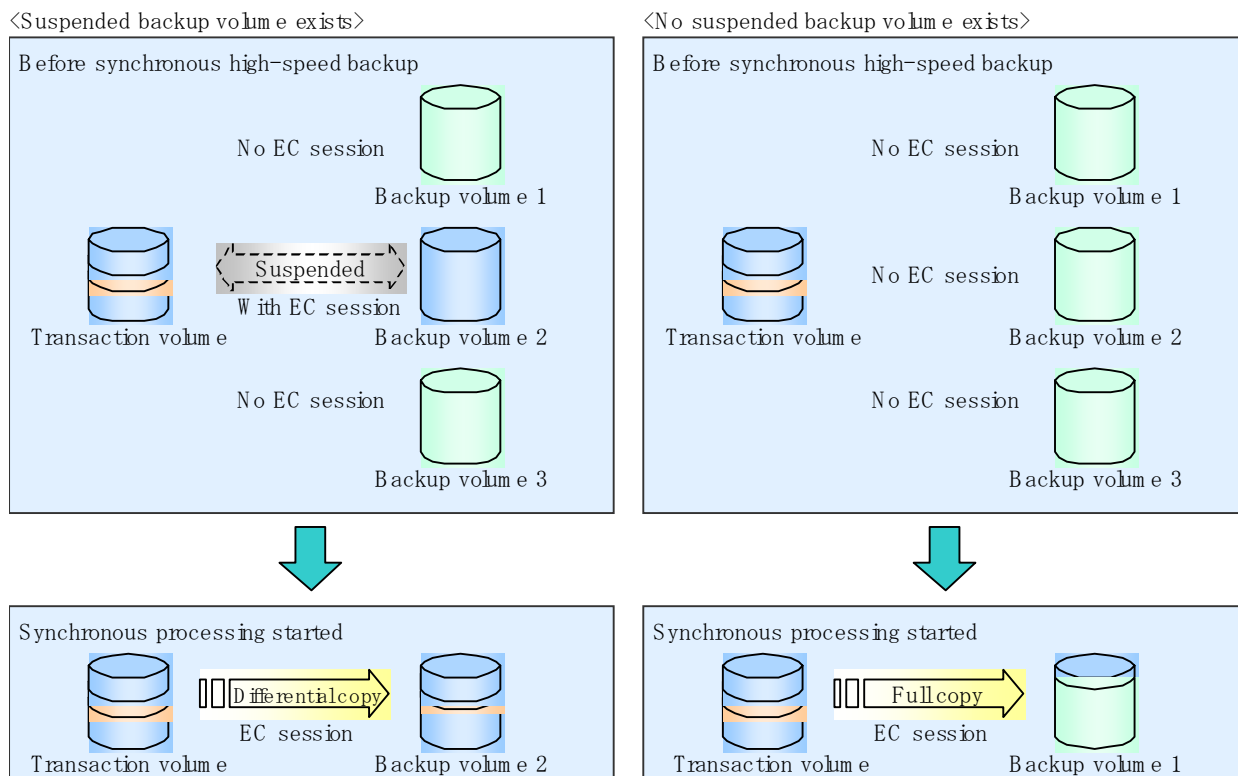 <Suspended backup volume exists>
Before synchronous high-speed backup
No EC session
Backup volume 1
Suspended
With EC session
Transaction volume
Backup volume 2
No EC session
Backup volume 3
Synchronous processing started
Differential copy
EC session
Transaction volume
Backup volume 2
<No suspended backup volume exists>
Before synchronous high-speed backup
No EC session
Backup volume 1
No EC session
Transaction volume
Backup volume 2
No EC session
Backup volume 3
Synchronous processing started
Full copy
EC session
Transaction volume
Backup volume 1